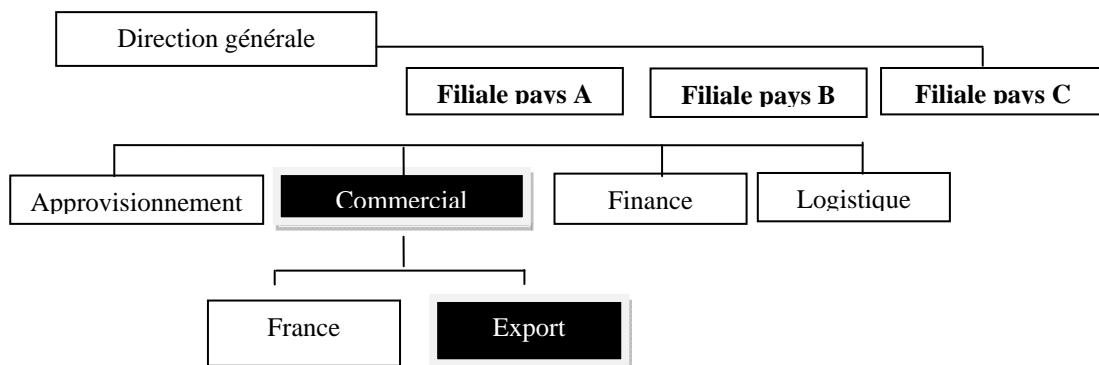 Direction générale
Filiale pays A
Filiale pays B
Filiale pays C
Approvisionnement
Commercial
Finance
Logistique
France
Export